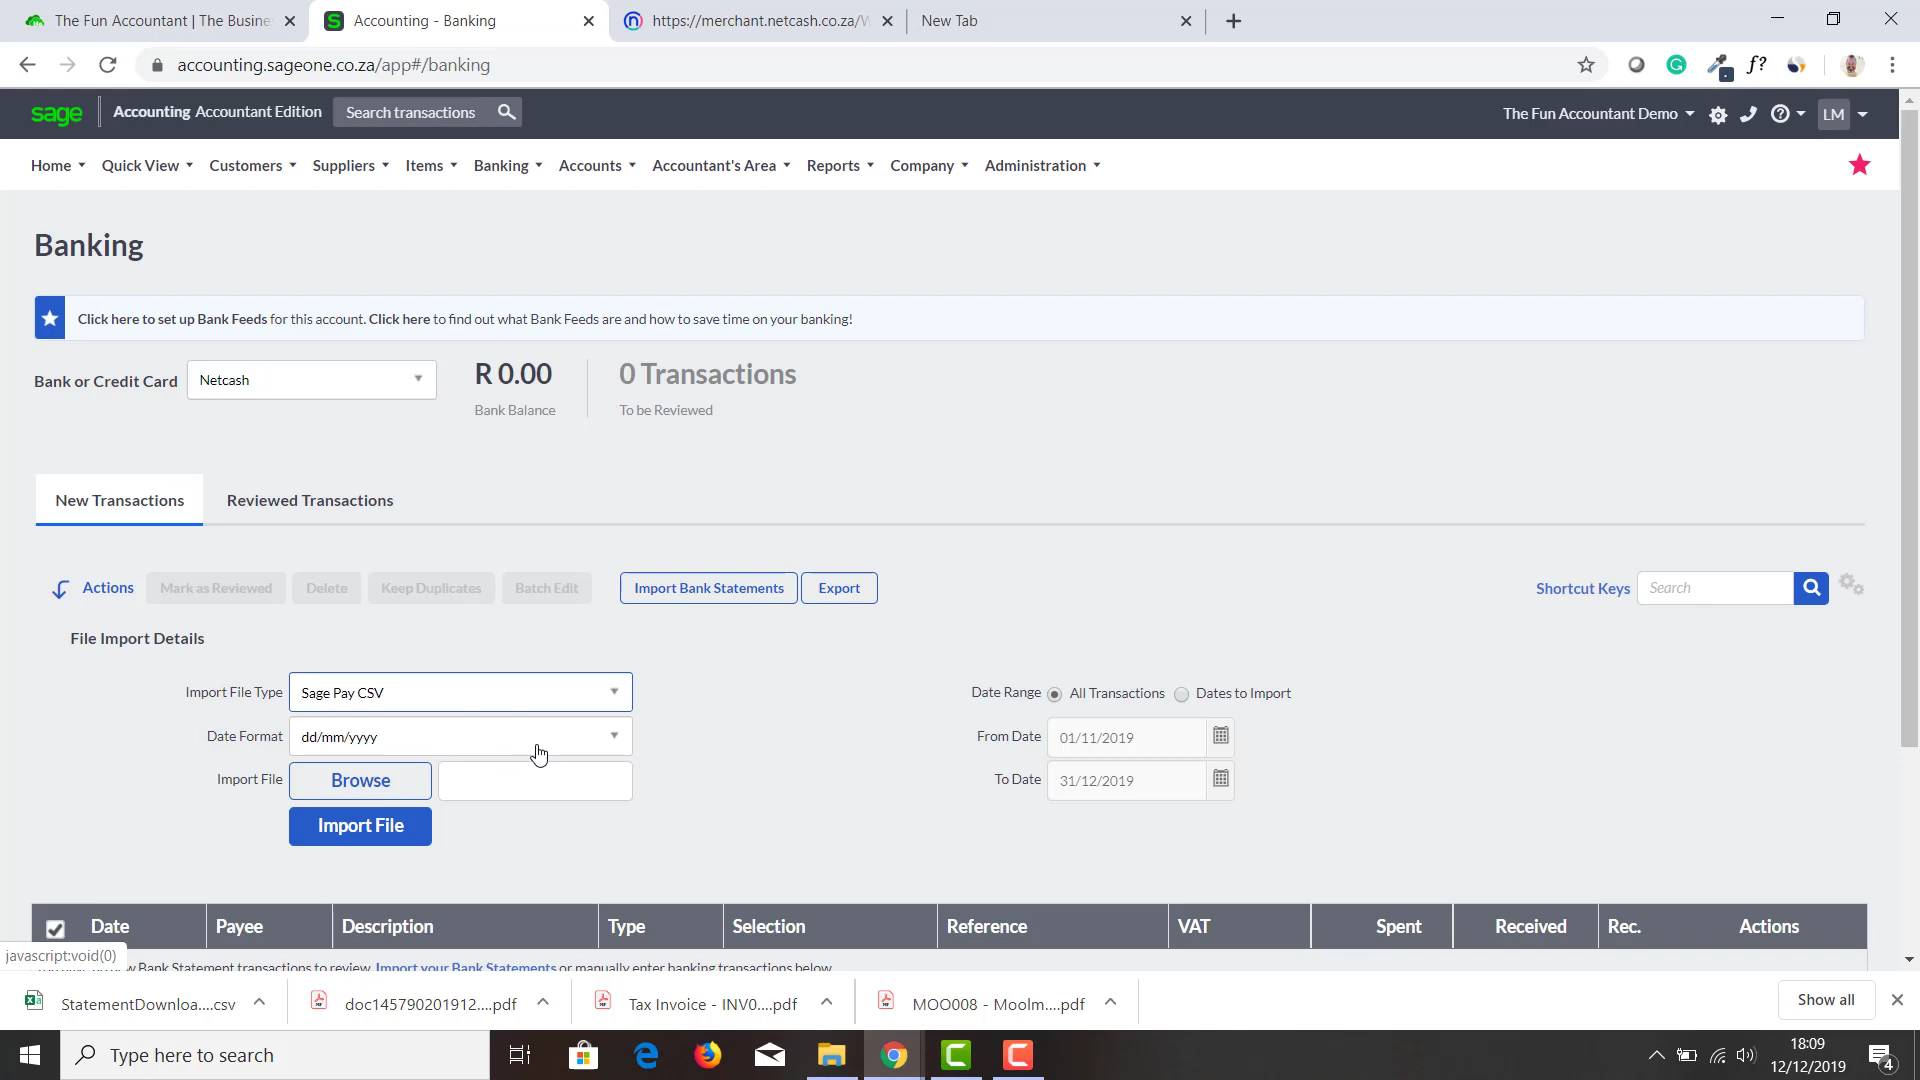 The Fun Accountant | The Busine
Accounting - Banking
https://merchant.netcash.co.za/W
New Tab
accounting.sageone.co.za/app#/banking
f?
sage Accounting Accountant Edition Search transactions
The Fun Accountant Demo
LM
Home Quick View Customers Suppliers Items Banking Accounts Accountant's Area Reports Company Administration
Banking
Click here to set up Bank Feeds for this account. Click here to find out what Bank Feeds are and how to save time on your banking!
Bank or Credit Card Netcash
R 0.00
Bank Balance
0 Transactions
To be Reviewed
New Transactions Reviewed Transactions
Actions Mark as Reviewed Delete Keep Duplicates Batch Edit Import Bank Statements Export Shortcut Keys Search
File Import Details
Import File Type Sage Pay CSV Date Range All Transactions Dates to Import
Date Format dd/mm/yyyy From Date 01/11/2019
Import File Browse To Date 31/12/2019
Import File
Date Payee Description Type Selection Reference VAT Spent Received Rec. Actions
javascript:void(0)
Bank Statement transactions to review. Import your Bank Statements or manually enter banking transactions below
StatementDownloa....csv doc145790201912....pdf Tax Invoice - INV0....pdf MOO008 - Moolm....pdf Show all
Type here to search
18:09
12/12/2019
4